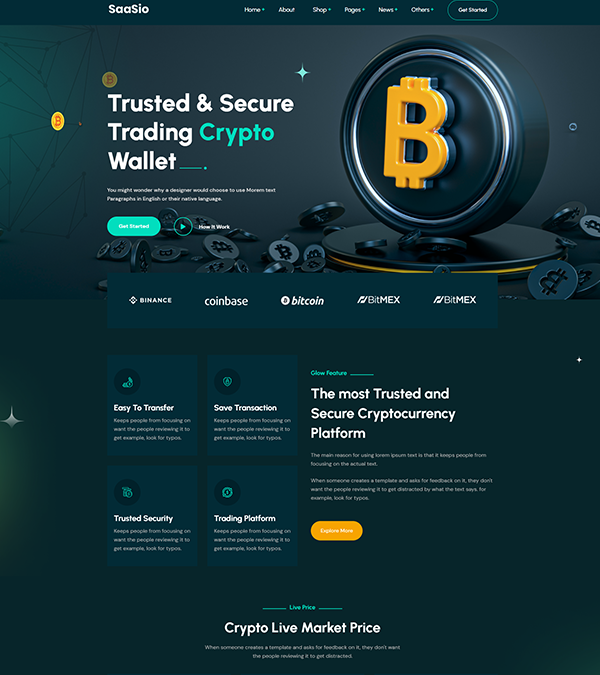 SaaSio
Home + About Shop + Pages + News + Others + Get Started
Trusted & Secure
Trading Crypto
Wallet
You might wonder why a designer would choose to use Morem text
Paragraphs in English or their native language.
Get Started How It Work
BINANCE coinbase bitcoin BitMEX BitMEX
Glow Feature
The most Trusted and
Secure Cryptocurrency
Platform
The main reason for using lorem ipsum text is that it keeps people from
focusing on the actual text.
When someone creates a template and asks for feedback on it, they don't
want the people reviewing it to get distracted by what the text says. for
example, look for typos.
Explore More
Easy To Transfer
Keeps people from focusing on
want the people reviewing it to
get example, look for typos.
Save Transaction
Keeps people from focusing on
want the people reviewing it to
get example, look for typos.
Trusted Security
Keeps people from focusing on
want the people reviewing it to
get example, look for typos.
Trading Platform
Keeps people from focusing on
want the people reviewing it to
get example, look for typos.
Live Price
Crypto Live Market Price
When someone creates a template and asks for feedback on it, they don't want
the people reviewing it to get distracted.